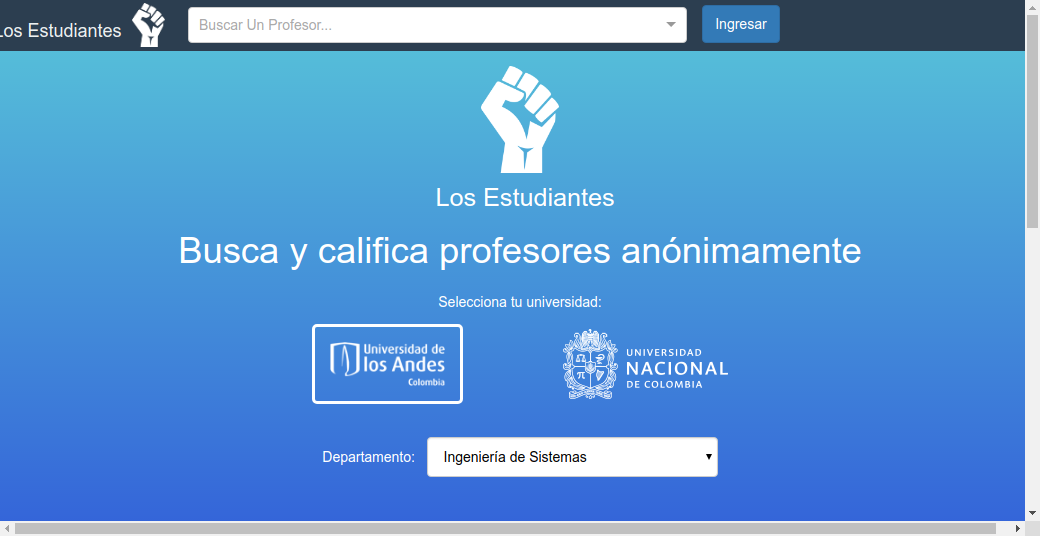 Los Estudiantes
Buscar Un Profesor...
Ingresar
Los Estudiantes
Busca y califica profesores anónimamente
Selecciona tu universidad:
Universidad de
los Andes
Colombia
UNIVERSIDAD
NACIONAL
DE COLOMBIA
Departamento:
Ingeniería de Sistemas